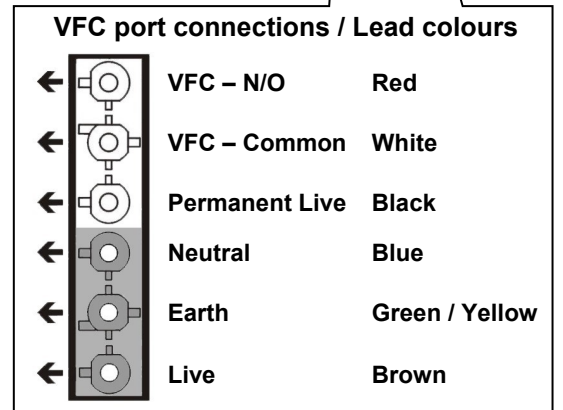 VFC port connections / Lead colours
VFC – N/O Red
VFC – Common White
Permanent Live Black
Neutral Blue
Earth Green / Yellow
Live Brown